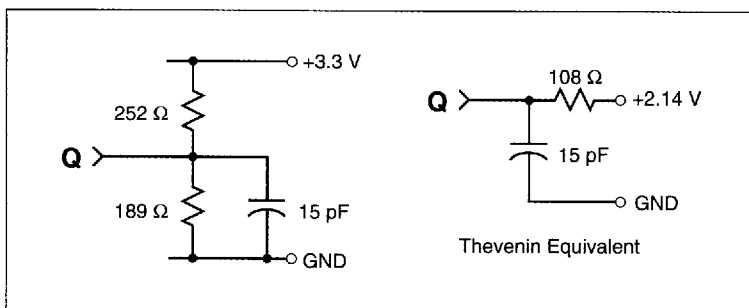 +3.3 V
252 Ω
Q
189 Ω
15 pF
GND
108 Ω
Q
+2.14 V
15 pF
GND
Thevenin Equivalent